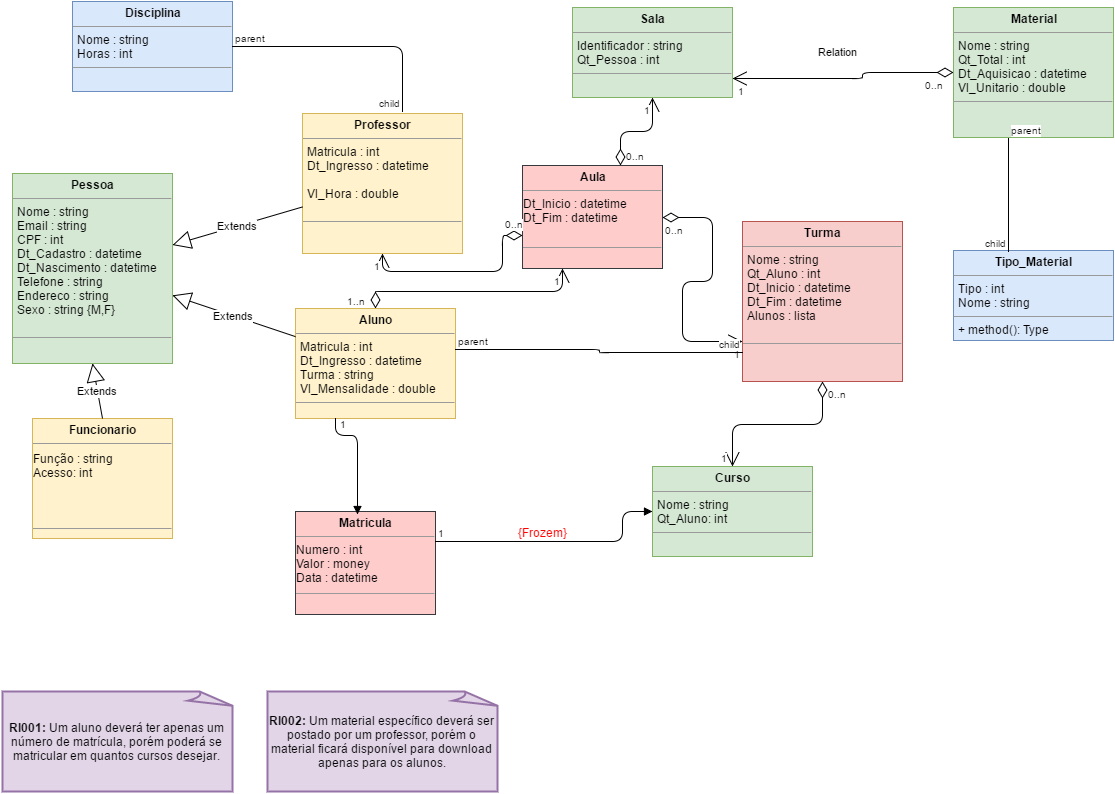 Disciplina
Nome : string
Horas : int
parent
child
Sala
Identificador : string
Qt_Pessoa : int
1
Relation
0..n
Material
Nome : string
Qt_Total : int
Dt_Aquisicao : datetime
Vl_Unitario : double
parent
child
Professor
Matricula : int
Dt_Ingresso : datetime
Vl_Hora : double
1
0..n
1
0..n
Aula
Dt_Inicio : datetime
Dt_Fim : datetime
0..n
1
Pessoa
Nome : string
Email : string
CPF : int
Dt_Cadastro : datetime
Dt_Nascimento : datetime
Telefone : string
Endereco : string
Sexo : string {M,F}
Extends
Extends
Extends
Turma
Nome : string
Qt_Aluno : int
Dt_Inicio : datetime
Dt_Fim : datetime
Alunos : lista
Tipo_Material
Tipo : int
Nome : string
+ method(): Type
1..n
Aluno
Matricula : int
Dt_Ingresso : datetime
Turma : string
Vl_Mensalidade : double
parent
child
1
0..n
1
1
Funcionario
Função : string
Acesso: int
Curso
Nome : string
Qt_Aluno: int
Matricula
Numero : int
Valor : money
Data : datetime
1
{Frozem}
RI001: Um aluno deverá ter apenas um
número de matrícula, porém poderá se
matricular em quantos cursos desejar.
RI002: Um material específico deverá ser
postado por um professor, porém o
material ficará disponível para download
apenas para os alunos.